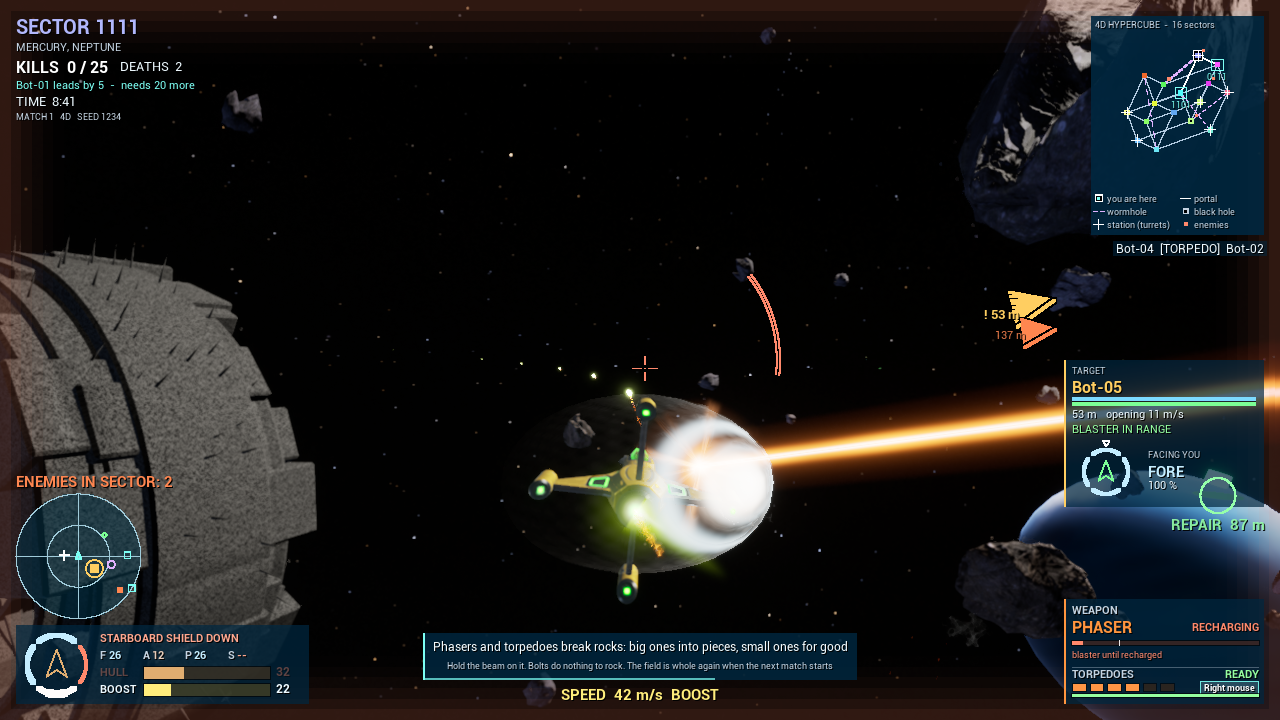 SECTOR 1111
MERCURY, NEPTUNE
KILLS 0 / 25 DEATHS 2
Bot-01 leads by 5 - needs 20 more
TIME 8:41
MATCH 1 4D SEED 1234
4D HYPERCUBE - 16 sectors
you are here
portal
wormhole
black hole
station (turrets)
enemies
Bot-04 [TORPEDO] Bot-02
! 53 m
137 m
TARGET
Bot-05
53 m opening 11 m/s
BLASTER IN RANGE
FACING YOU
FORE
100 %
REPAIR 87 m
ENEMIES IN SECTOR: 2
STARBOARD SHIELD DOWN
F 26 A 12 P 26 S --
HULL 32
BOOST 22
Phasers and torpedoes break rocks: big ones into pieces, small ones for good
Hold the beam on it. Bolts do nothing to rock. The field is whole again when the next match starts
SPEED 42 m/s BOOST
WEAPON
PHASER RECHARGING
blaster until recharged
TORPEDOES READY
Right mouse